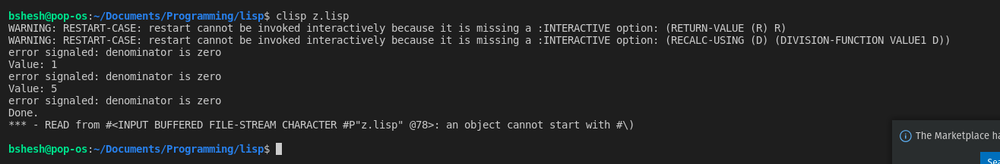 bshesh@pop-os:~/Documents/Programming/lisp$ clisp z.lisp
WARNING: RESTART-CASE: restart cannot be invoked interactively because it is missing a :INTERACTIVE option: (RETURN-VALUE (R) R)
WARNING: RESTART-CASE: restart cannot be invoked interactively because it is missing a :INTERACTIVE option: (RECALC-USING (D) (DIVISION-FUNCTION VALUE1 D))
error signaled: denominator is zero
Value: 1
error signaled: denominator is zero
Value: 5
error signaled: denominator is zero
Done.
*** - READ from #<INPUT BUFFERED FILE-STREAM CHARACTER #P"z.lisp" @78>: an object cannot start with #\)
The Marketplace ha
bshesh@pop-os:~/Documents/Programming/lisp$
Sea